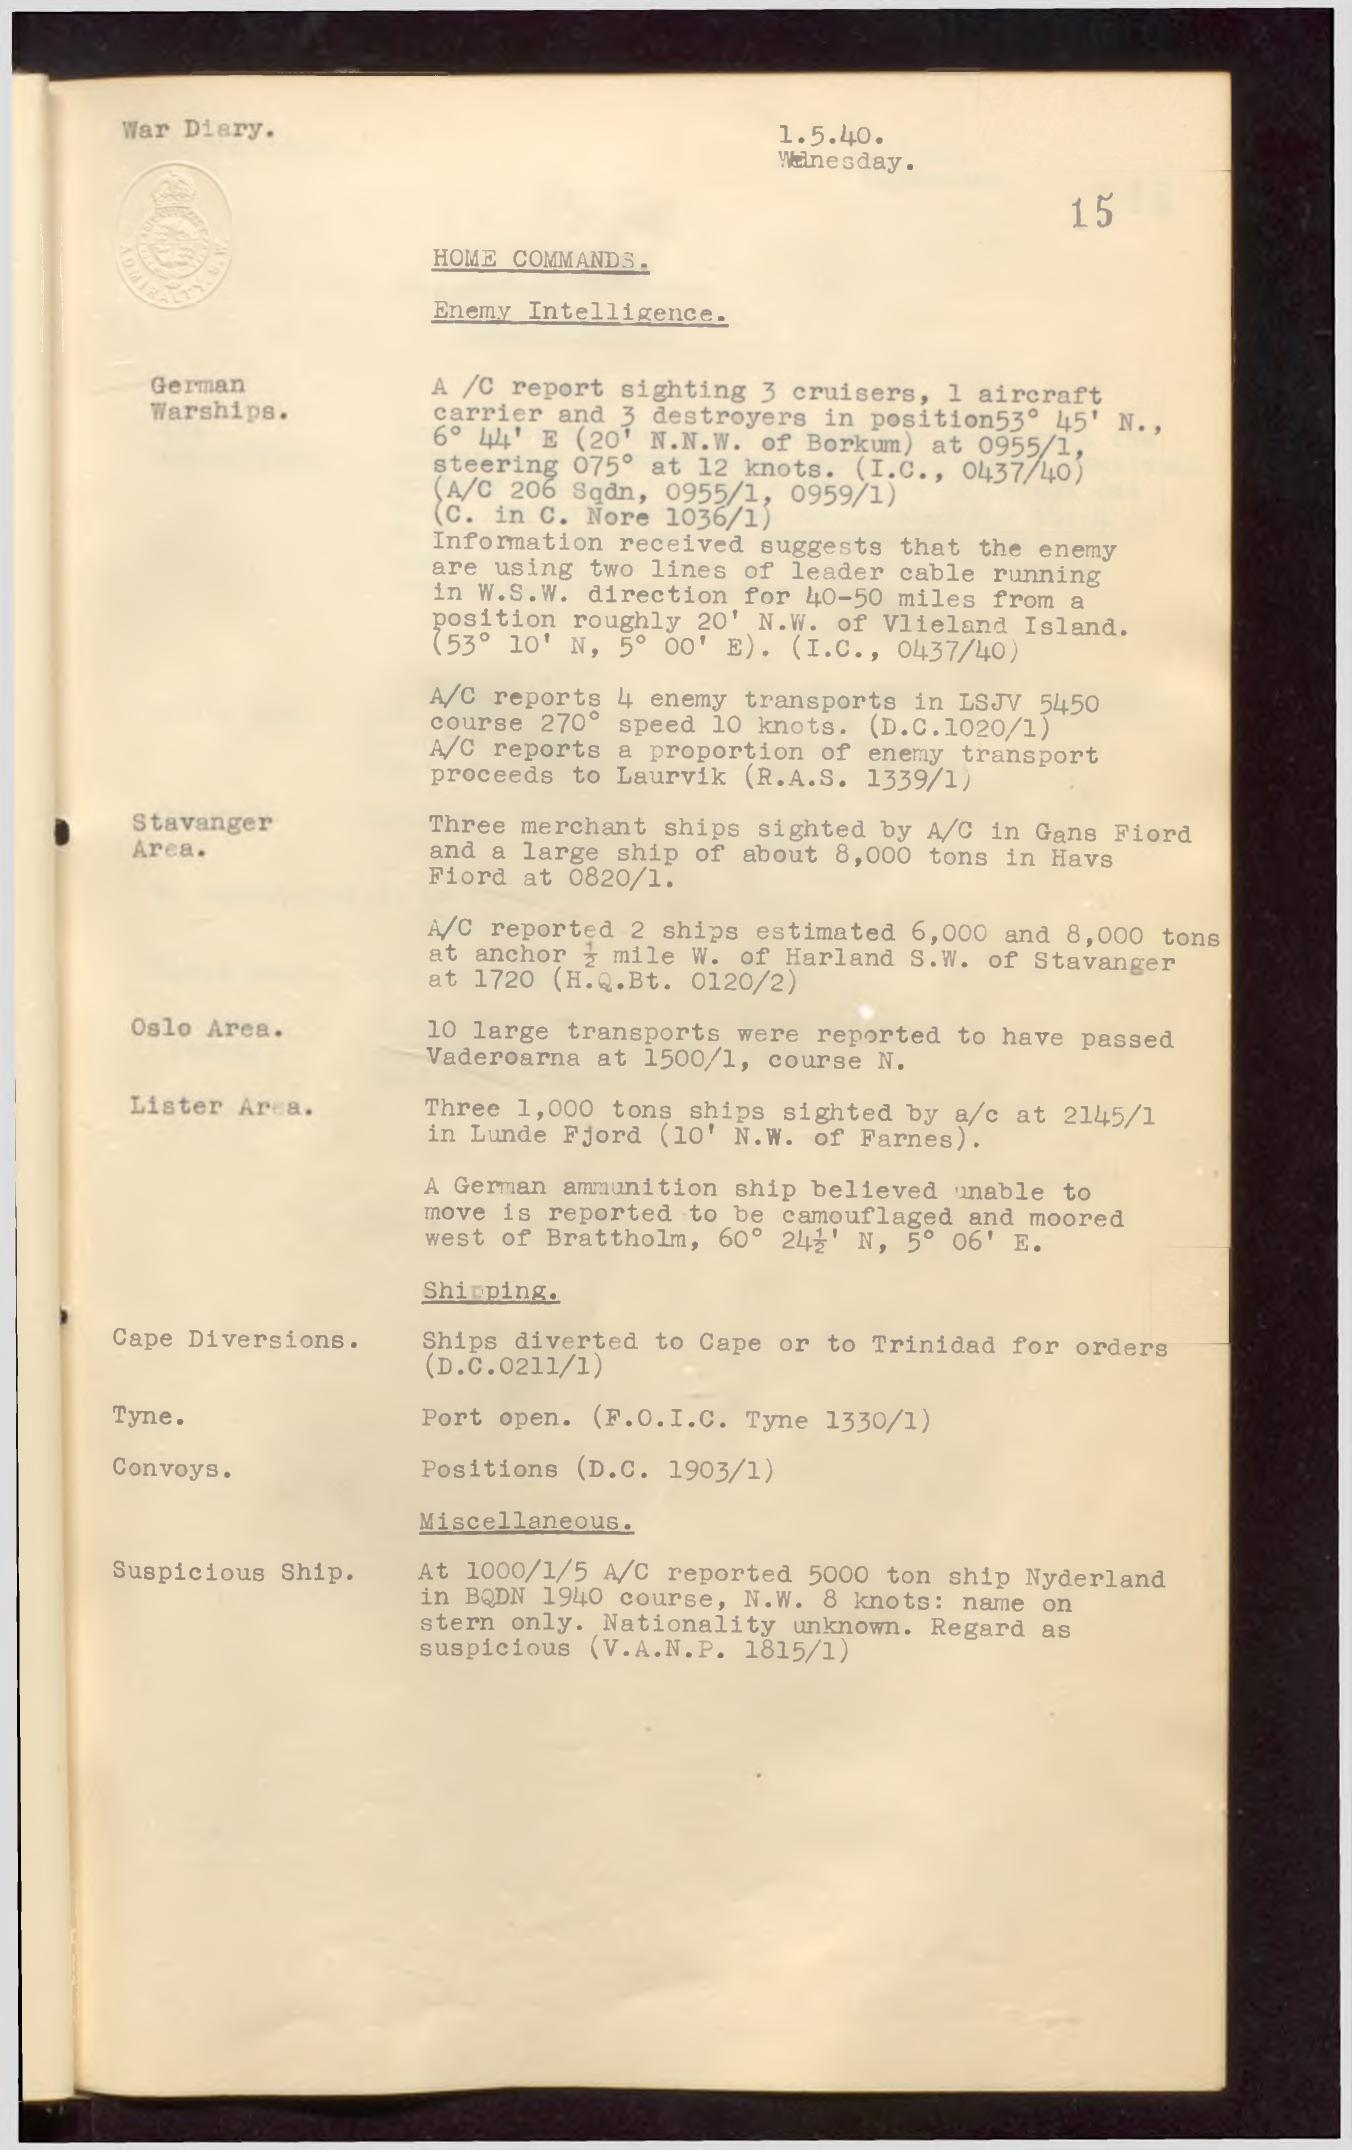 War Diary.
1.5.40.
Wednesday.
15
ADMIRALTY. S.W.
HOME COMMANDS.
Enemy Intelligence.
German
Warships.
A /C report sighting 3 cruisers, 1 aircraft
carrier and 3 destroyers in position53° 45' N.,
6° 44' E (20' N.N.W. of Borkum) at 0955/1,
steering 075° at 12 knots. (I.C., 0437/40)
(A/C 206 Sqdn, 0955/1, 0959/1)
(C. in C. Nore 1036/1)
Information received suggests that the enemy
are using two lines of leader cable running
in W.S.W. direction for 40-50 miles from a
position roughly 20' N.W. of Vlieland Island.
(53° 10' N, 5° 00' E). (I.C., 0437/40)
A/C reports 4 enemy transports in LSJV 5450
course 270° speed 10 knots. (D.C.1020/1)
A/C reports a proportion of enemy transport
proceeds to Laurvik (R.A.S. 1339/1)
Stavanger
Area.
Three merchant ships sighted by A/C in Gans Fiord
and a large ship of about 8,000 tons in Havs
Fiord at 0820/1.
A/C reported 2 ships estimated 6,000 and 8,000 tons
at anchor ½ mile W. of Harland S.W. of Stavanger
at 1720 (H.Q.Bt. 0120/2)
Oslo Area.
10 large transports were reported to have passed
Vaderoarna at 1500/1, course N.
Lister Area.
Three 1,000 tons ships sighted by a/c at 2145/1
in Lunde Fjord (10' N.W. of Farnes).
A German ammunition ship believed unable to
move is reported to be camouflaged and moored
west of Brattholm, 60° 24½' N, 5° 06' E.
Shipping.
Cape Diversions.
Ships diverted to Cape or to Trinidad for orders
(D.C.0211/1)
Tyne.
Port open. (F.O.I.C. Tyne 1330/1)
Convoys.
Positions (D.C. 1903/1)
Miscellaneous.
Suspicious Ship.
At 1000/1/5 A/C reported 5000 ton ship Nyderland
in BQDN 1940 course, N.W. 8 knots: name on
stern only. Nationality unknown. Regard as
suspicious (V.A.N.P. 1815/1)